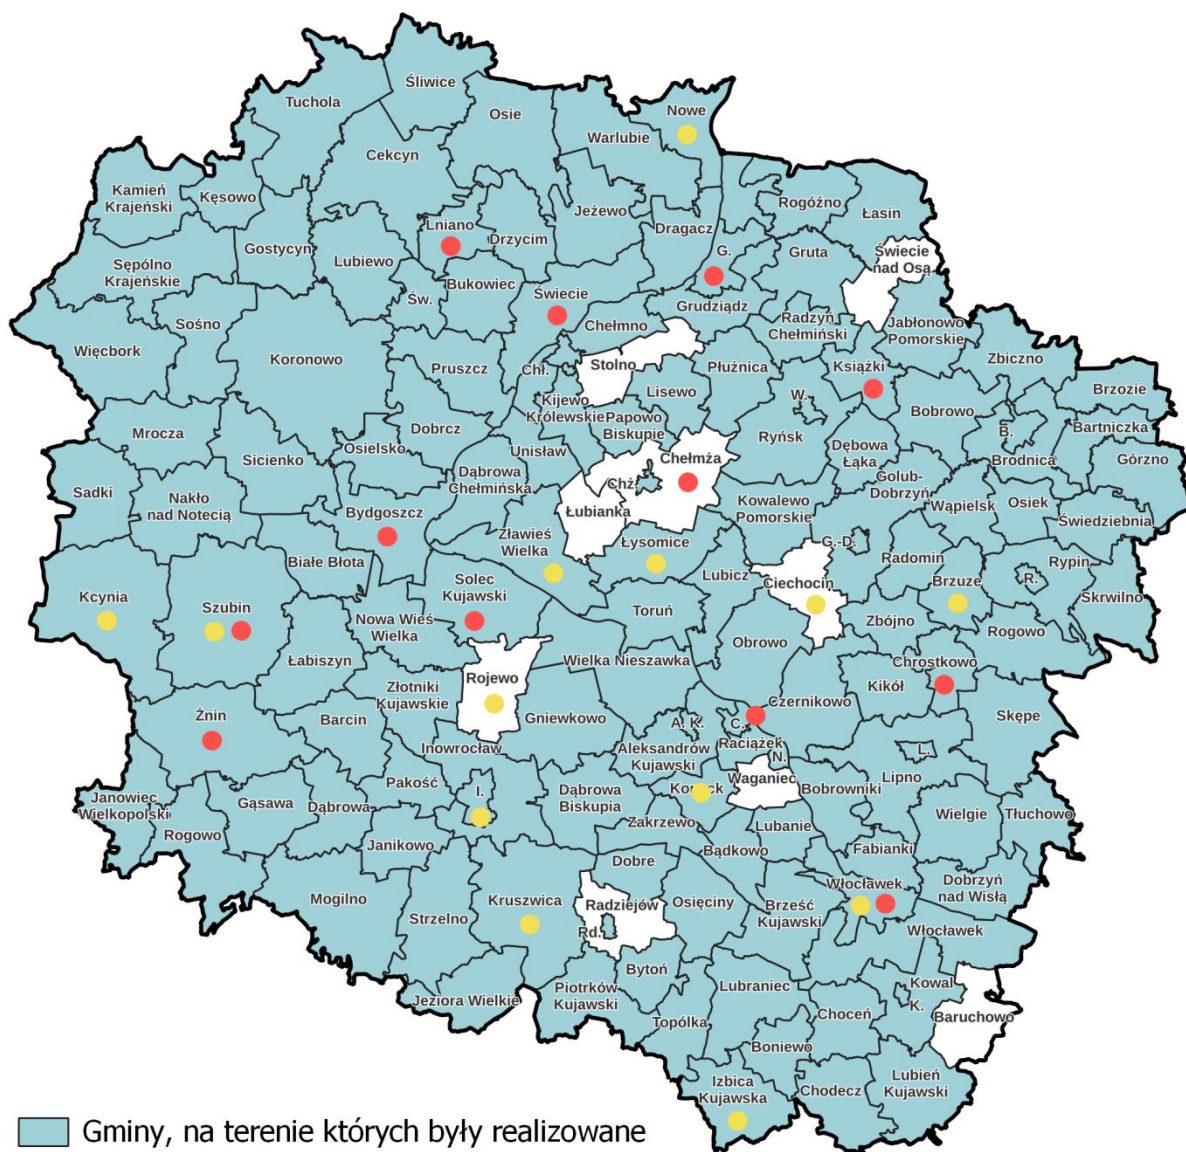 Śliwice
Tuchola
Osie
Nowe
Warlubie
Cekcyn
Kamień
Krajeński
Kęsowo
Rogóźno
Łasin
Jeżewo
Lniano
Drzycim
Dragacz
Gostycyn
Lubiewo
G.
Gruta
Świecie
nad Osą
Sępólno
Krajeńskie
Bukowiec
Św.
Świecie
Grudziądz
Radzyń
Chełmiński
Jabłonowo
Pomorskie
Sośno
Chełmno
Więcbork
Koronowo
Pruszcz
Chł.
Stolno
Płużnica
Książki
Zbiczno
Brzozie
Lisewo
W.
Kijewo
Królewskie
Papowo
Biskupie
Bobrowo
B.
Bartniczka
Mrocza
Dobrcz
Osielsko
Unisław
Ryńsk
Dębowa
Łąka
Brodnica
Górzno
Sicienko
Chełmża
Dąbrowa
Chełmińska
Chż.
Golub-
Dobrzyń
Sadki
Nakło
nad Notecią
Bydgoszcz
Łubianka
Kowalewo
Pomorskie
Wąpielsk
Osiek
Świedziebnia
Zławieś
Wielka
Łysomice
G.-D.
Radomin
Rypin
Białe Błota
Solec
Kujawski
Lubicz
Ciechocin
Brzuze
R.
Skrwilno
Kcynia
Szubin
Nowa Wieś
Wielka
Toruń
Zbójno
Rogowo
Obrowo
Łabiszyn
Wielka Nieszawka
Chrostkowo
Rojewo
Złotniki
Kujawskie
Kikół
Czernikowo
Żnin
Barcin
Gniewkowo
A. K.
C.
Skępe
Inowrocław
Aleksandrów
Kujawski
Raciążek
N.
L.
Pakość
Waganiec
Bobrowniki
Lipno
Janowiec
Wielkopolski
Gąsawa
Dąbrowa
I.
Dąbrowa
Biskupia
Wielgie
Tłuchowo
Zakrzewo
Lubanie
Rogowo
Janikowo
Bądkowo
Fabianki
Dobre
Włocławek
Dobrzyń
nad Wisłą
Mogilno
Strzelno
Kruszwica
Radziejów
Osięciny
Brześć
Kujawski
Rd.
Włocławek
Bytoń
Jeziora Wielkie
Piotrków
Kujawski
Lubraniec
Kowal
K.
Topólka
Choceń
Baruchowo
Boniewo
Izbica
Kujawska
Chodecz
Lubień
Kujawski
Gminy, na terenie których były realizowane